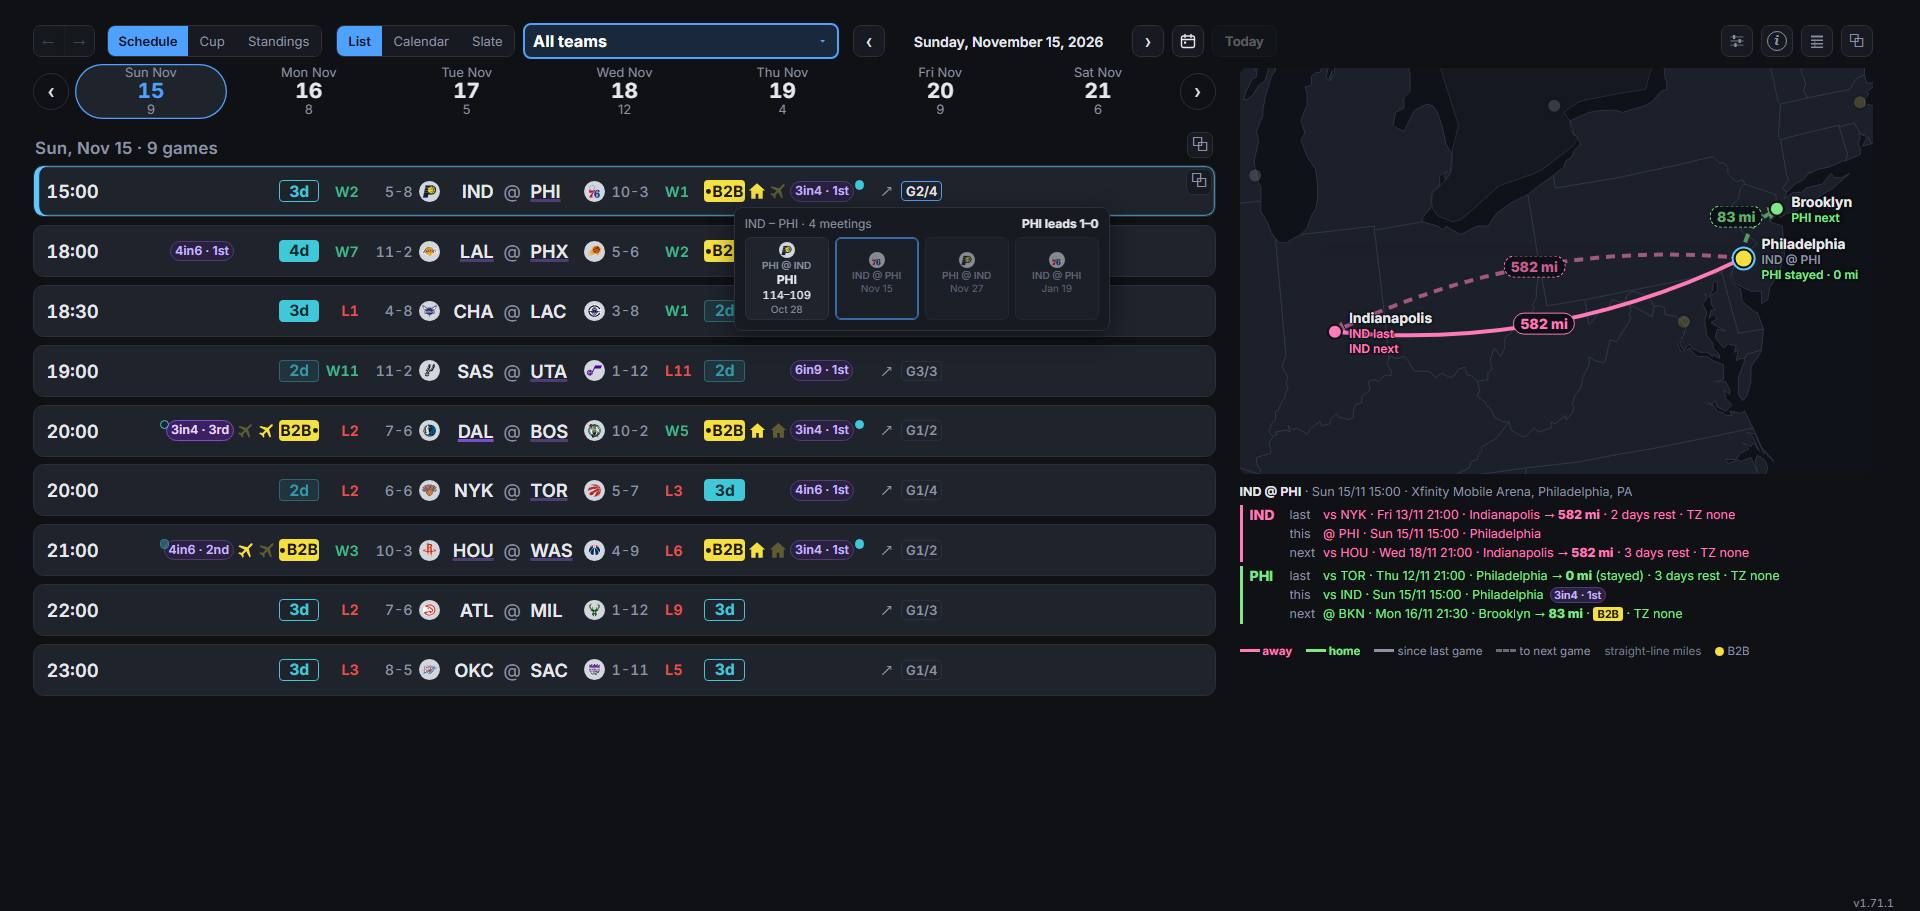 ← → Schedule Cup Standings List Calendar Slate All teams ‹ Sunday, November 15, 2026 › Today
‹ Sun Nov 15 9
Mon Nov 16 8
Tue Nov 17 5
Wed Nov 18 12
Thu Nov 19 4
Fri Nov 20 9
Sat Nov 21 6 ›
Sun, Nov 15 · 9 games
15:00 3d W2 5-8 IND @ PHI 10-3 W1 •B2B 3in4 · 1st ↗ G2/4
IND – PHI · 4 meetings PHI leads 1–0
PHI @ IND
PHI
114–109
Oct 28
IND @ PHI
Nov 15
PHI @ IND
Nov 27
IND @ PHI
Jan 19
18:00 4in6 · 1st 4d W7 11-2 LAL @ PHX 5-6 W2 •B2
18:30 3d L1 4-8 CHA @ LAC 3-8 W1 2d
19:00 2d W11 11-2 SAS @ UTA 1-12 L11 2d 6in9 · 1st ↗ G3/3
20:00 3in4 · 3rd B2B• L2 7-6 DAL @ BOS 10-2 W5 •B2B 3in4 · 1st ↗ G1/2
20:00 2d L2 6-6 NYK @ TOR 5-7 L3 3d 4in6 · 1st ↗ G1/4
21:00 4in6 · 2nd •B2B W3 10-3 HOU @ WAS 4-9 L6 •B2B 3in4 · 1st ↗ G1/2
22:00 3d L2 7-6 ATL @ MIL 1-12 L9 3d ↗ G1/3
23:00 3d L3 8-5 OKC @ SAC 1-11 L5 3d ↗ G1/4
Brooklyn
PHI next
83 mi
Philadelphia
IND @ PHI
PHI stayed · 0 mi
582 mi
582 mi
Indianapolis
IND last
IND next
IND @ PHI · Sun 15/11 15:00 · Xfinity Mobile Arena, Philadelphia, PA
IND last vs NYK · Fri 13/11 21:00 · Indianapolis → 582 mi · 2 days rest · TZ none
this @ PHI · Sun 15/11 15:00 · Philadelphia
next vs HOU · Wed 18/11 21:00 · Indianapolis → 582 mi · 3 days rest · TZ none
PHI last vs TOR · Thu 12/11 21:00 · Philadelphia → 0 mi (stayed) · 3 days rest · TZ none
this vs IND · Sun 15/11 15:00 · Philadelphia 3in4 · 1st
next @ BKN · Mon 16/11 21:30 · Brooklyn → 83 mi · B2B · TZ none
away home since last game to next game straight-line miles B2B
v1.71.1